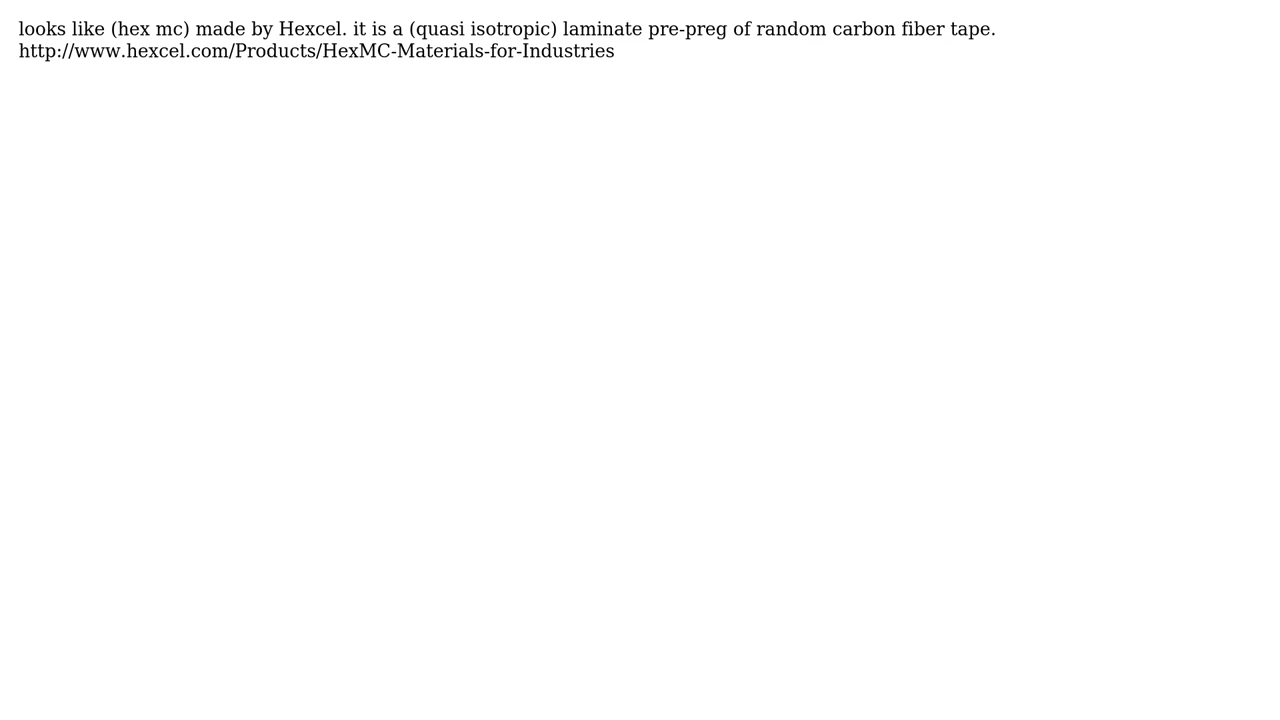 looks like (hex mc) made by Hexcel. it is a (quasi isotropic) laminate pre-preg of random carbon fiber tape.
http://www.hexcel.com/Products/HexMC-Materials-for-Industries